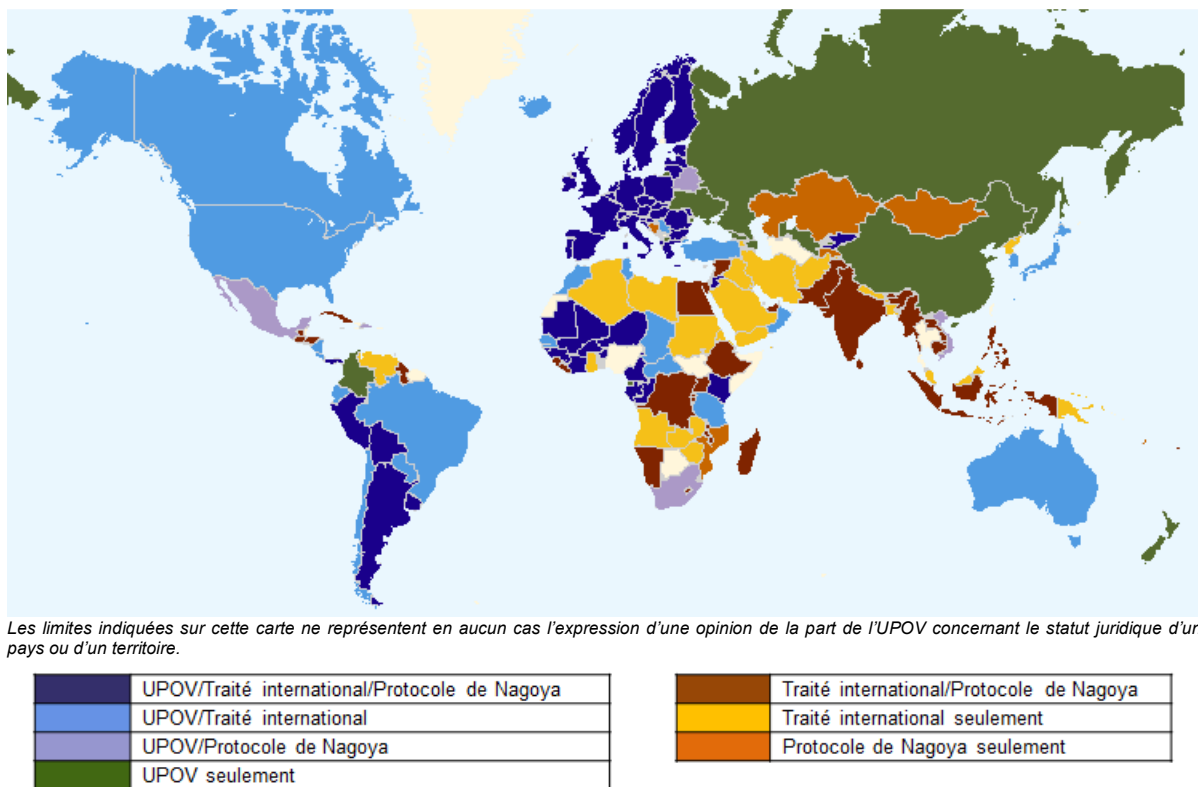 Les limites indiquées sur cette carte ne représentent en aucun cas l'expression d'une opinion de la part de l'UPOV concernant le statut juridique d'un
pays ou d'un territoire.
UPOV/Traité international/Protocole de Nagoya
UPOV/Traité international
UPOV/Protocole de Nagoya
UPOV seulement
Traité international/Protocole de Nagoya
Traité international seulement
Protocole de Nagoya seulement